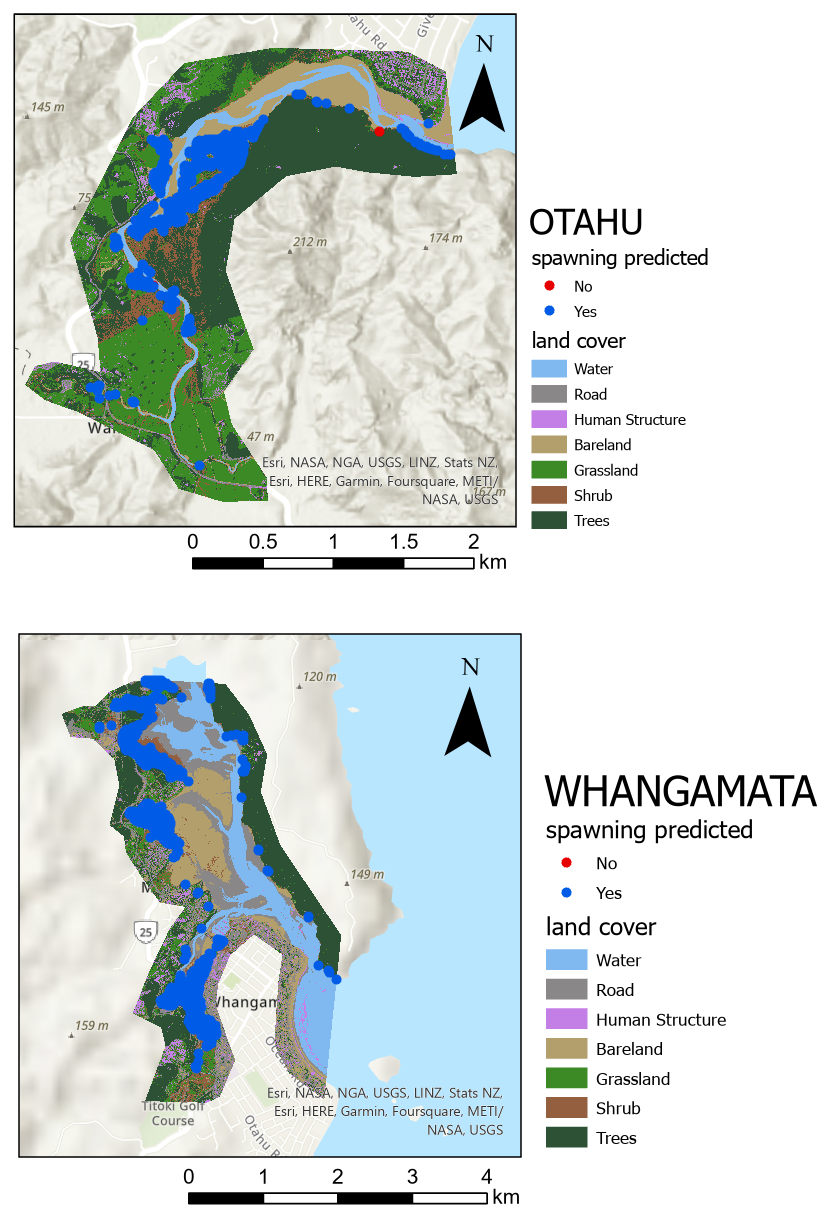 ahu Rd
Give
N
145 m
75
212 m
174 m
25
Wa
47 m
167 m
Esri, NASA, NGA, USGS, LINZ, Stats NZ,
Esri, HERE, Garmin, Foursquare, METI/
NASA, USGS
0 0.5 1 1.5 2
km
OTAHU
spawning predicted
No
Yes
land cover
Water
Road
Human Structure
Bareland
Grassland
Shrub
Trees
N
120 m
149 m
M
25
Whangam
159 m
Ocea
Rd
Titoki Golf
Course
Otahu R
Esri, NASA, NGA, USGS, LINZ, Stats NZ,
Esri, HERE, Garmin, Foursquare, METI/
NASA, USGS
0 1 2 3 4
km
WHANGAMATA
spawning predicted
No
Yes
land cover
Water
Road
Human Structure
Bareland
Grassland
Shrub
Trees